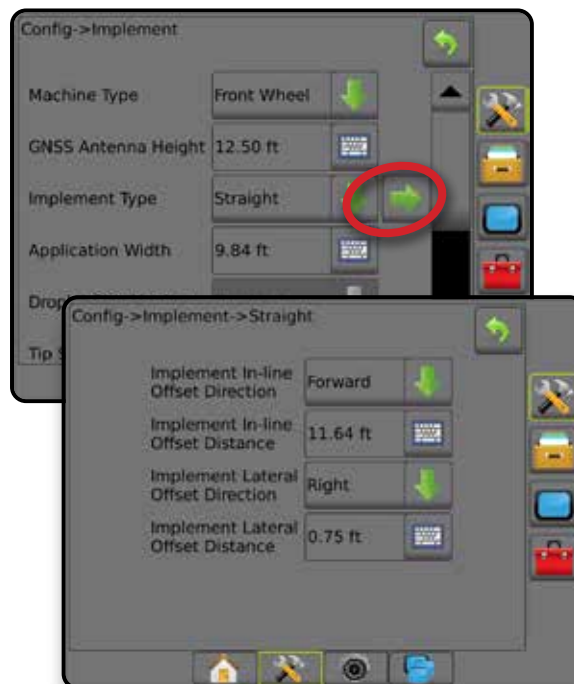 Config->Implement
Machine Type Front Wheel
GNSS Antenna Height 12.50 ft
Implement Type Straight
Application Width 9.84 ft
Drop
Tip
Config->Implement->Straight
Implement In-line
Offset Direction Forward
Implement In-line
Offset Distance 11.64 ft
Implement Lateral
Offset Direction Right
Implement Lateral
Offset Distance 0.75 ft